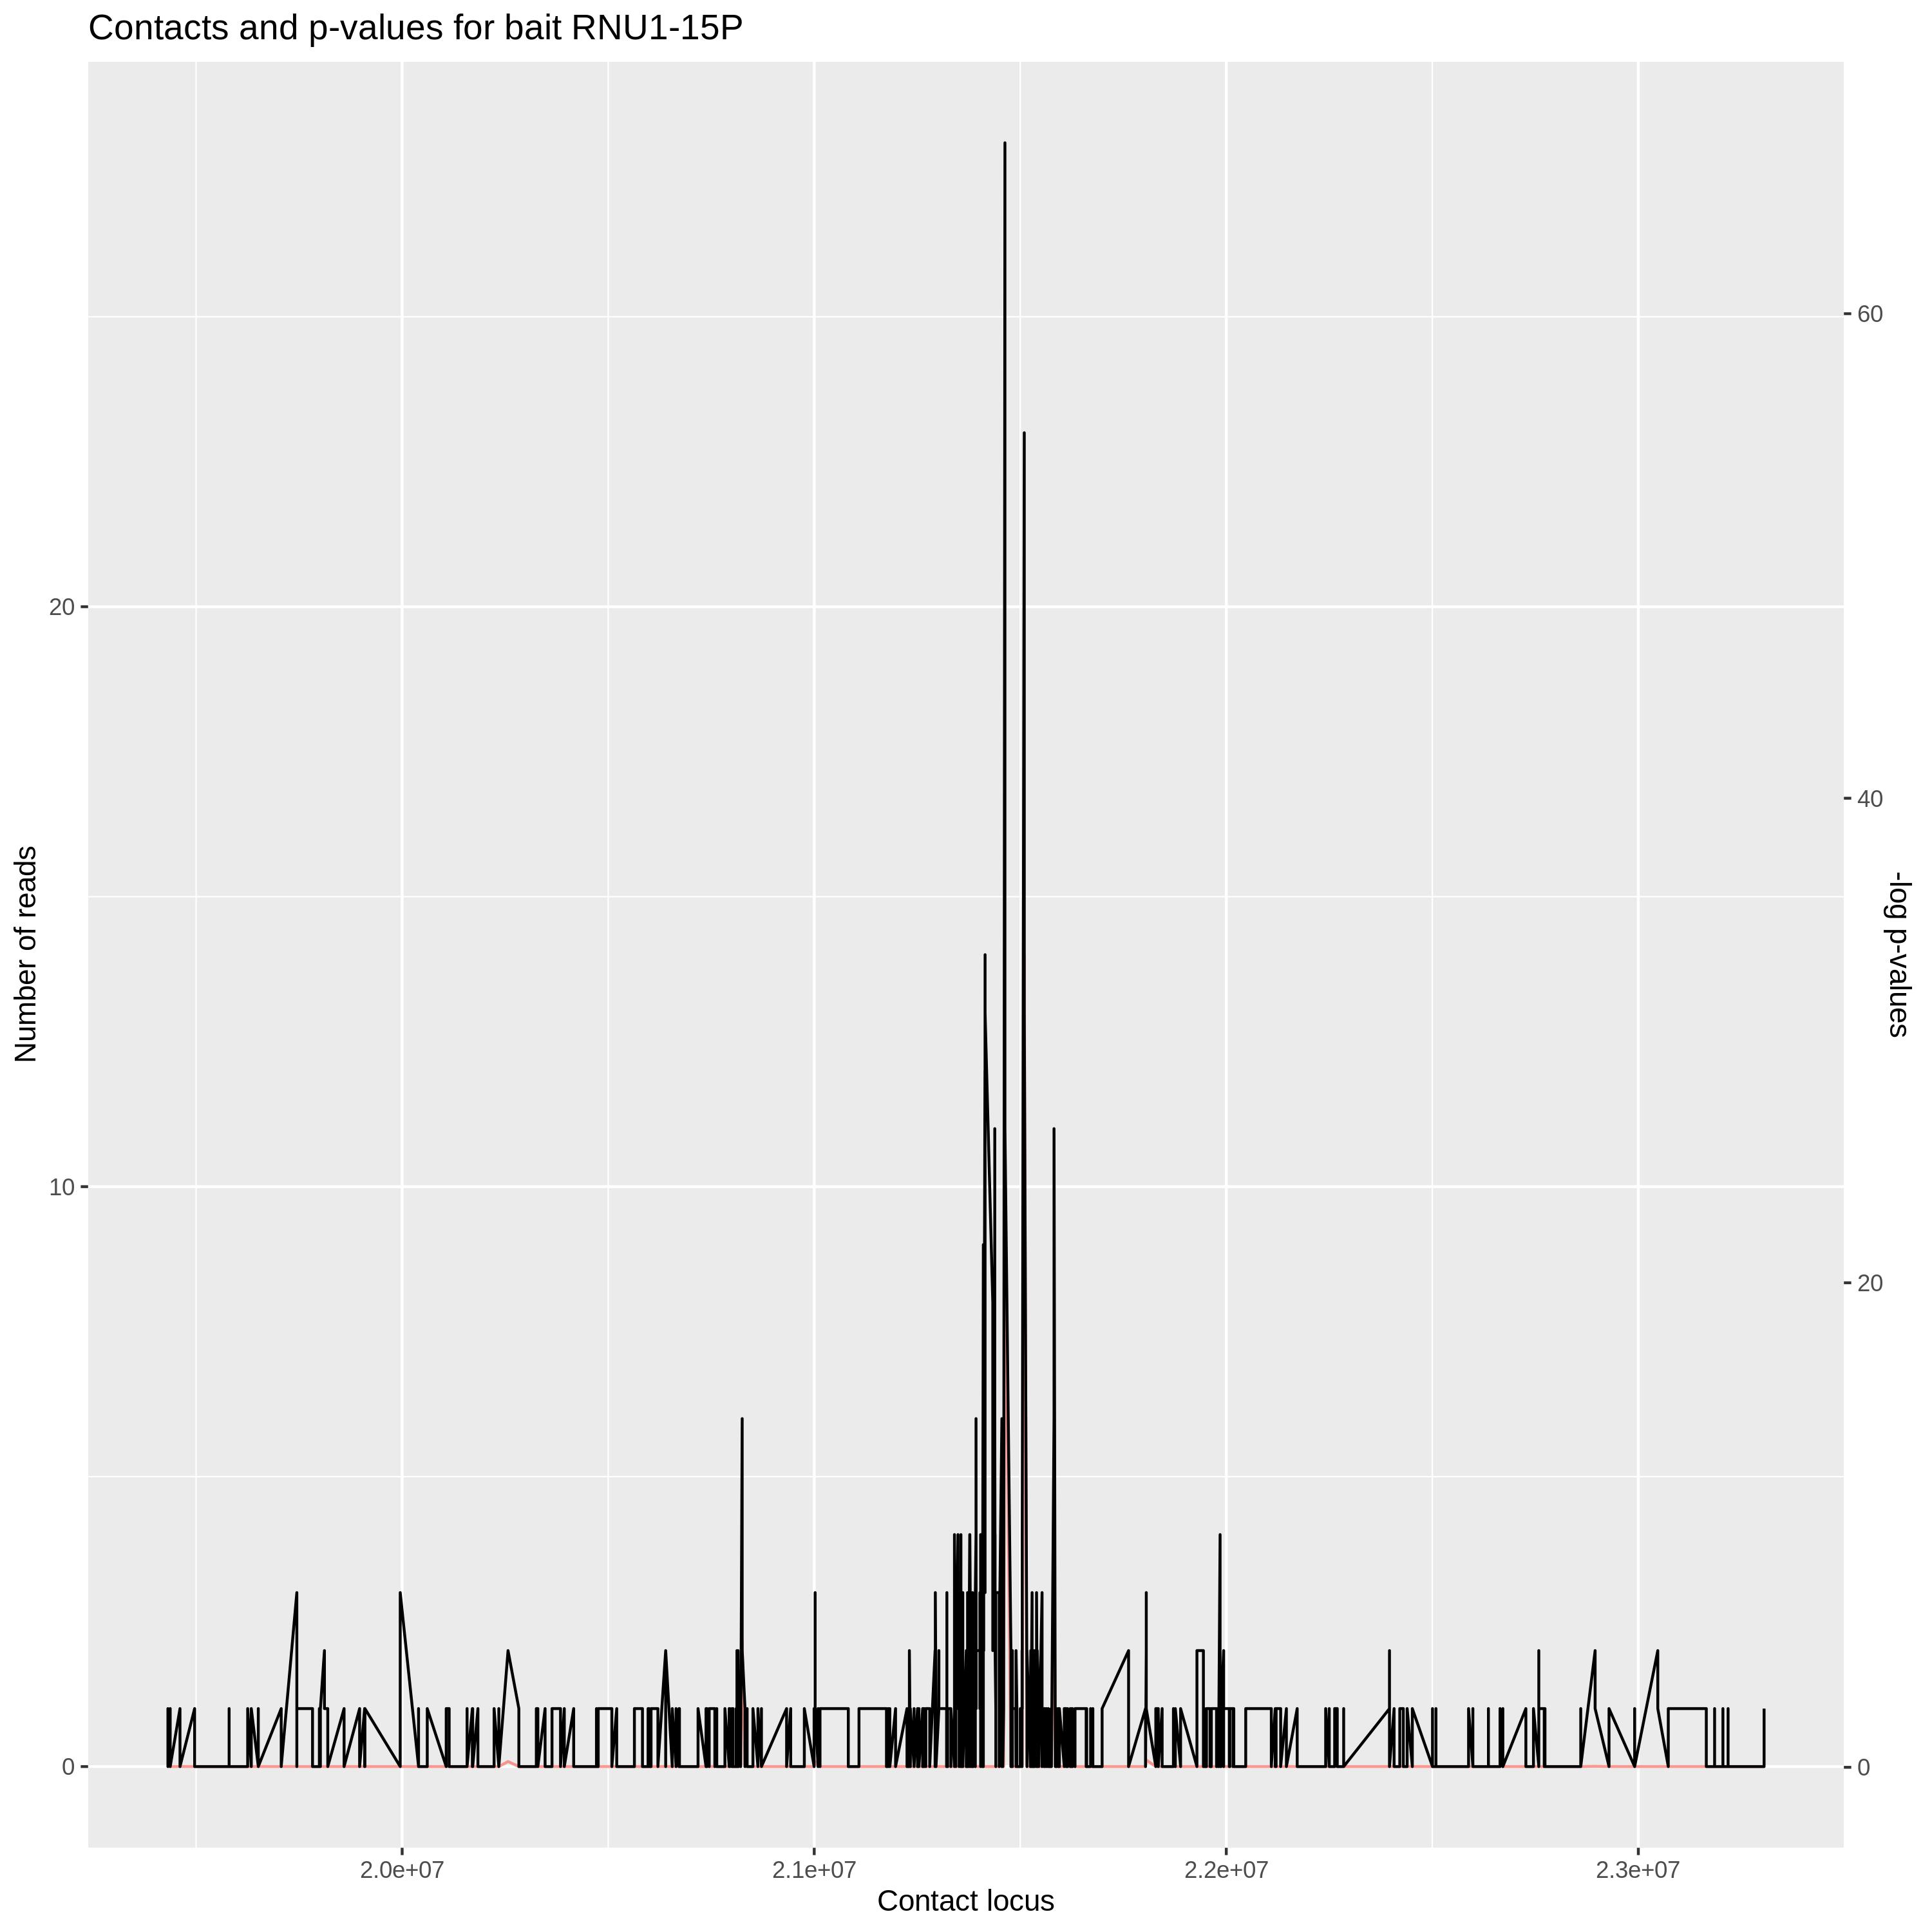 Contacts and p-values for bait RNU1-15P
60
20
40
Number of reads
-log p-values
10
20
0
0
2.0e+07
2.1e+07
2.2e+07
2.3e+07
Contact locus